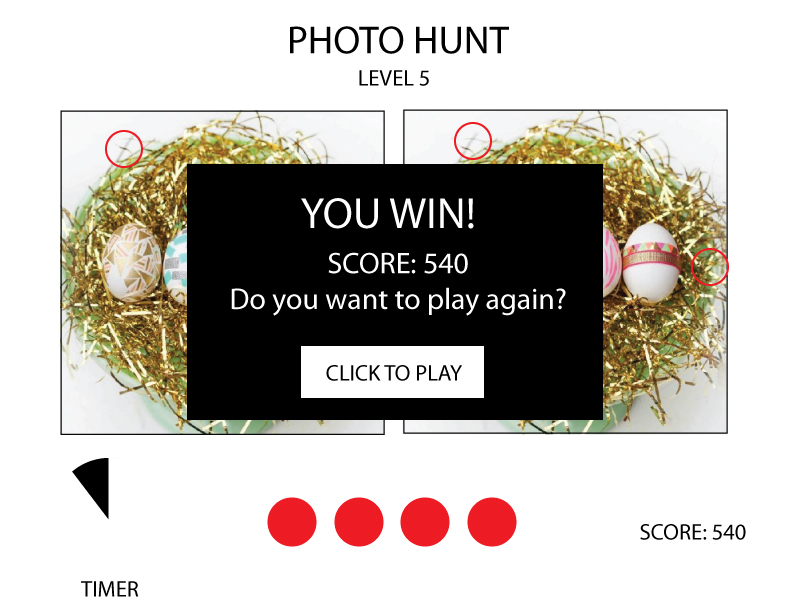 PHOTO HUNT
LEVEL 5
YOU WIN!
SCORE: 540
Do you want to play again?
CLICK TO PLAY
SCORE: 540
TIMER